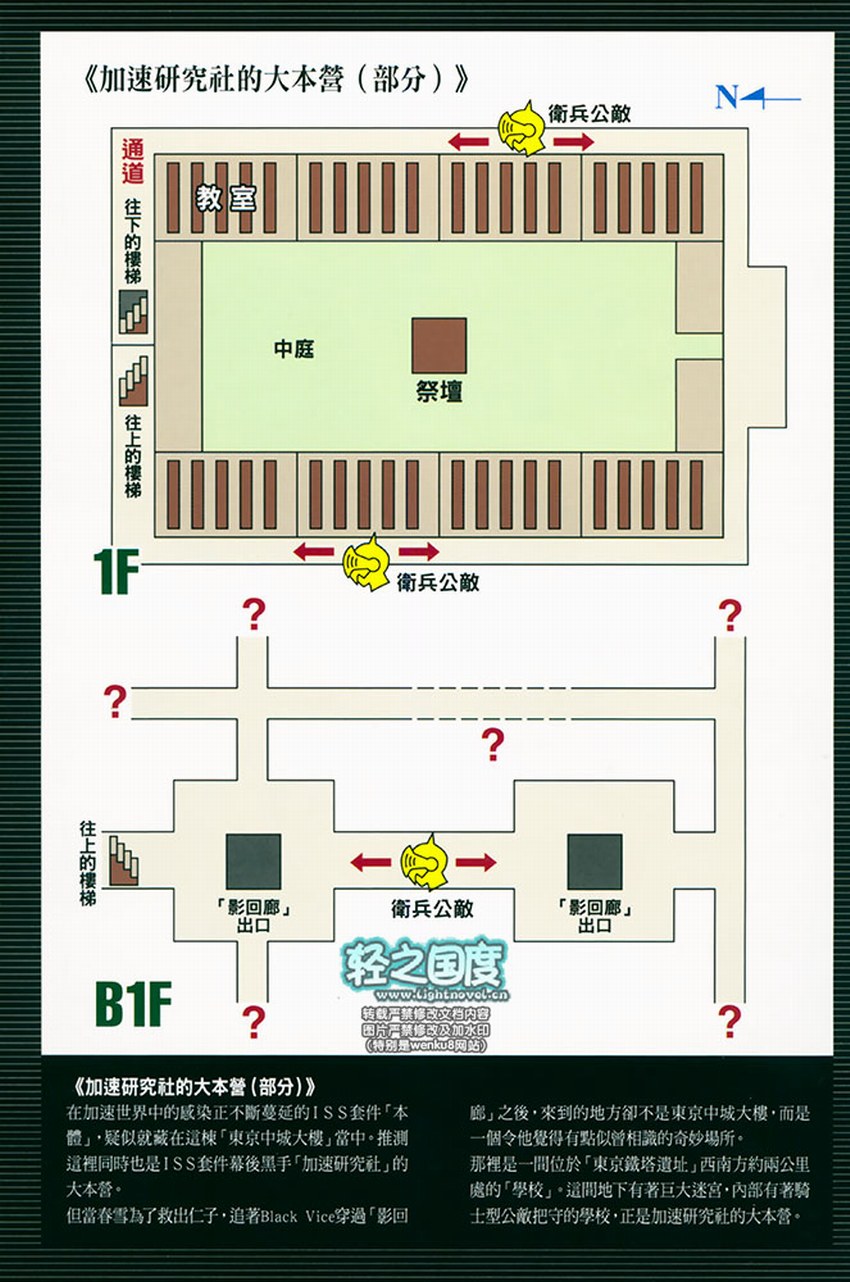 《加速研究社的大本營（部分）》
N
衛兵公敵
通道
教室
往下的樓梯
中庭
祭壇
往上的樓梯
1F
衛兵公敵
?
?
?
?
往上的樓梯
「影回廊」
出口
衛兵公敵
「影回廊」
出口
B1F
?
?
轻之国度
www.lightnovel.cn
转载严禁修改文档内容
图片严禁修改及加水印
(特别是wenku8网站)
《加速研究社的大本營（部分）》
在加速世界中的感染正不斷蔓延的ISS套件「本
體」，疑似就藏在這棟「東京中城大樓」當中。推測
這裡同時也是ISS套件幕後黑手「加速研究社」的
大本營。
但當春雪為了救出仁子，追著Black Vice穿過「影回
廊」之後，來到的地方卻不是東京中城大樓，而是
一個令他覺得有點似曾相識的奇妙場所。
那裡是一間位於「東京鐵塔遺址」西南方約兩公里
處的「學校」。這間地下有著巨大迷宮，內部有著騎
士型公敵把守的學校，正是加速研究社的大本營。